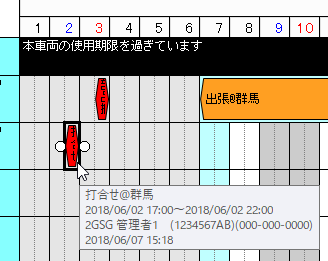 1 2 3 4 5 6 7 8 9 10
本車両の使用期限を過ぎています
出張@群馬
打合せ@群馬
2018/06/02 17:00～2018/06/02 22:00
2GSG 管理者1　(1234567AB)(000-000-0000)
2018/06/07 15:18